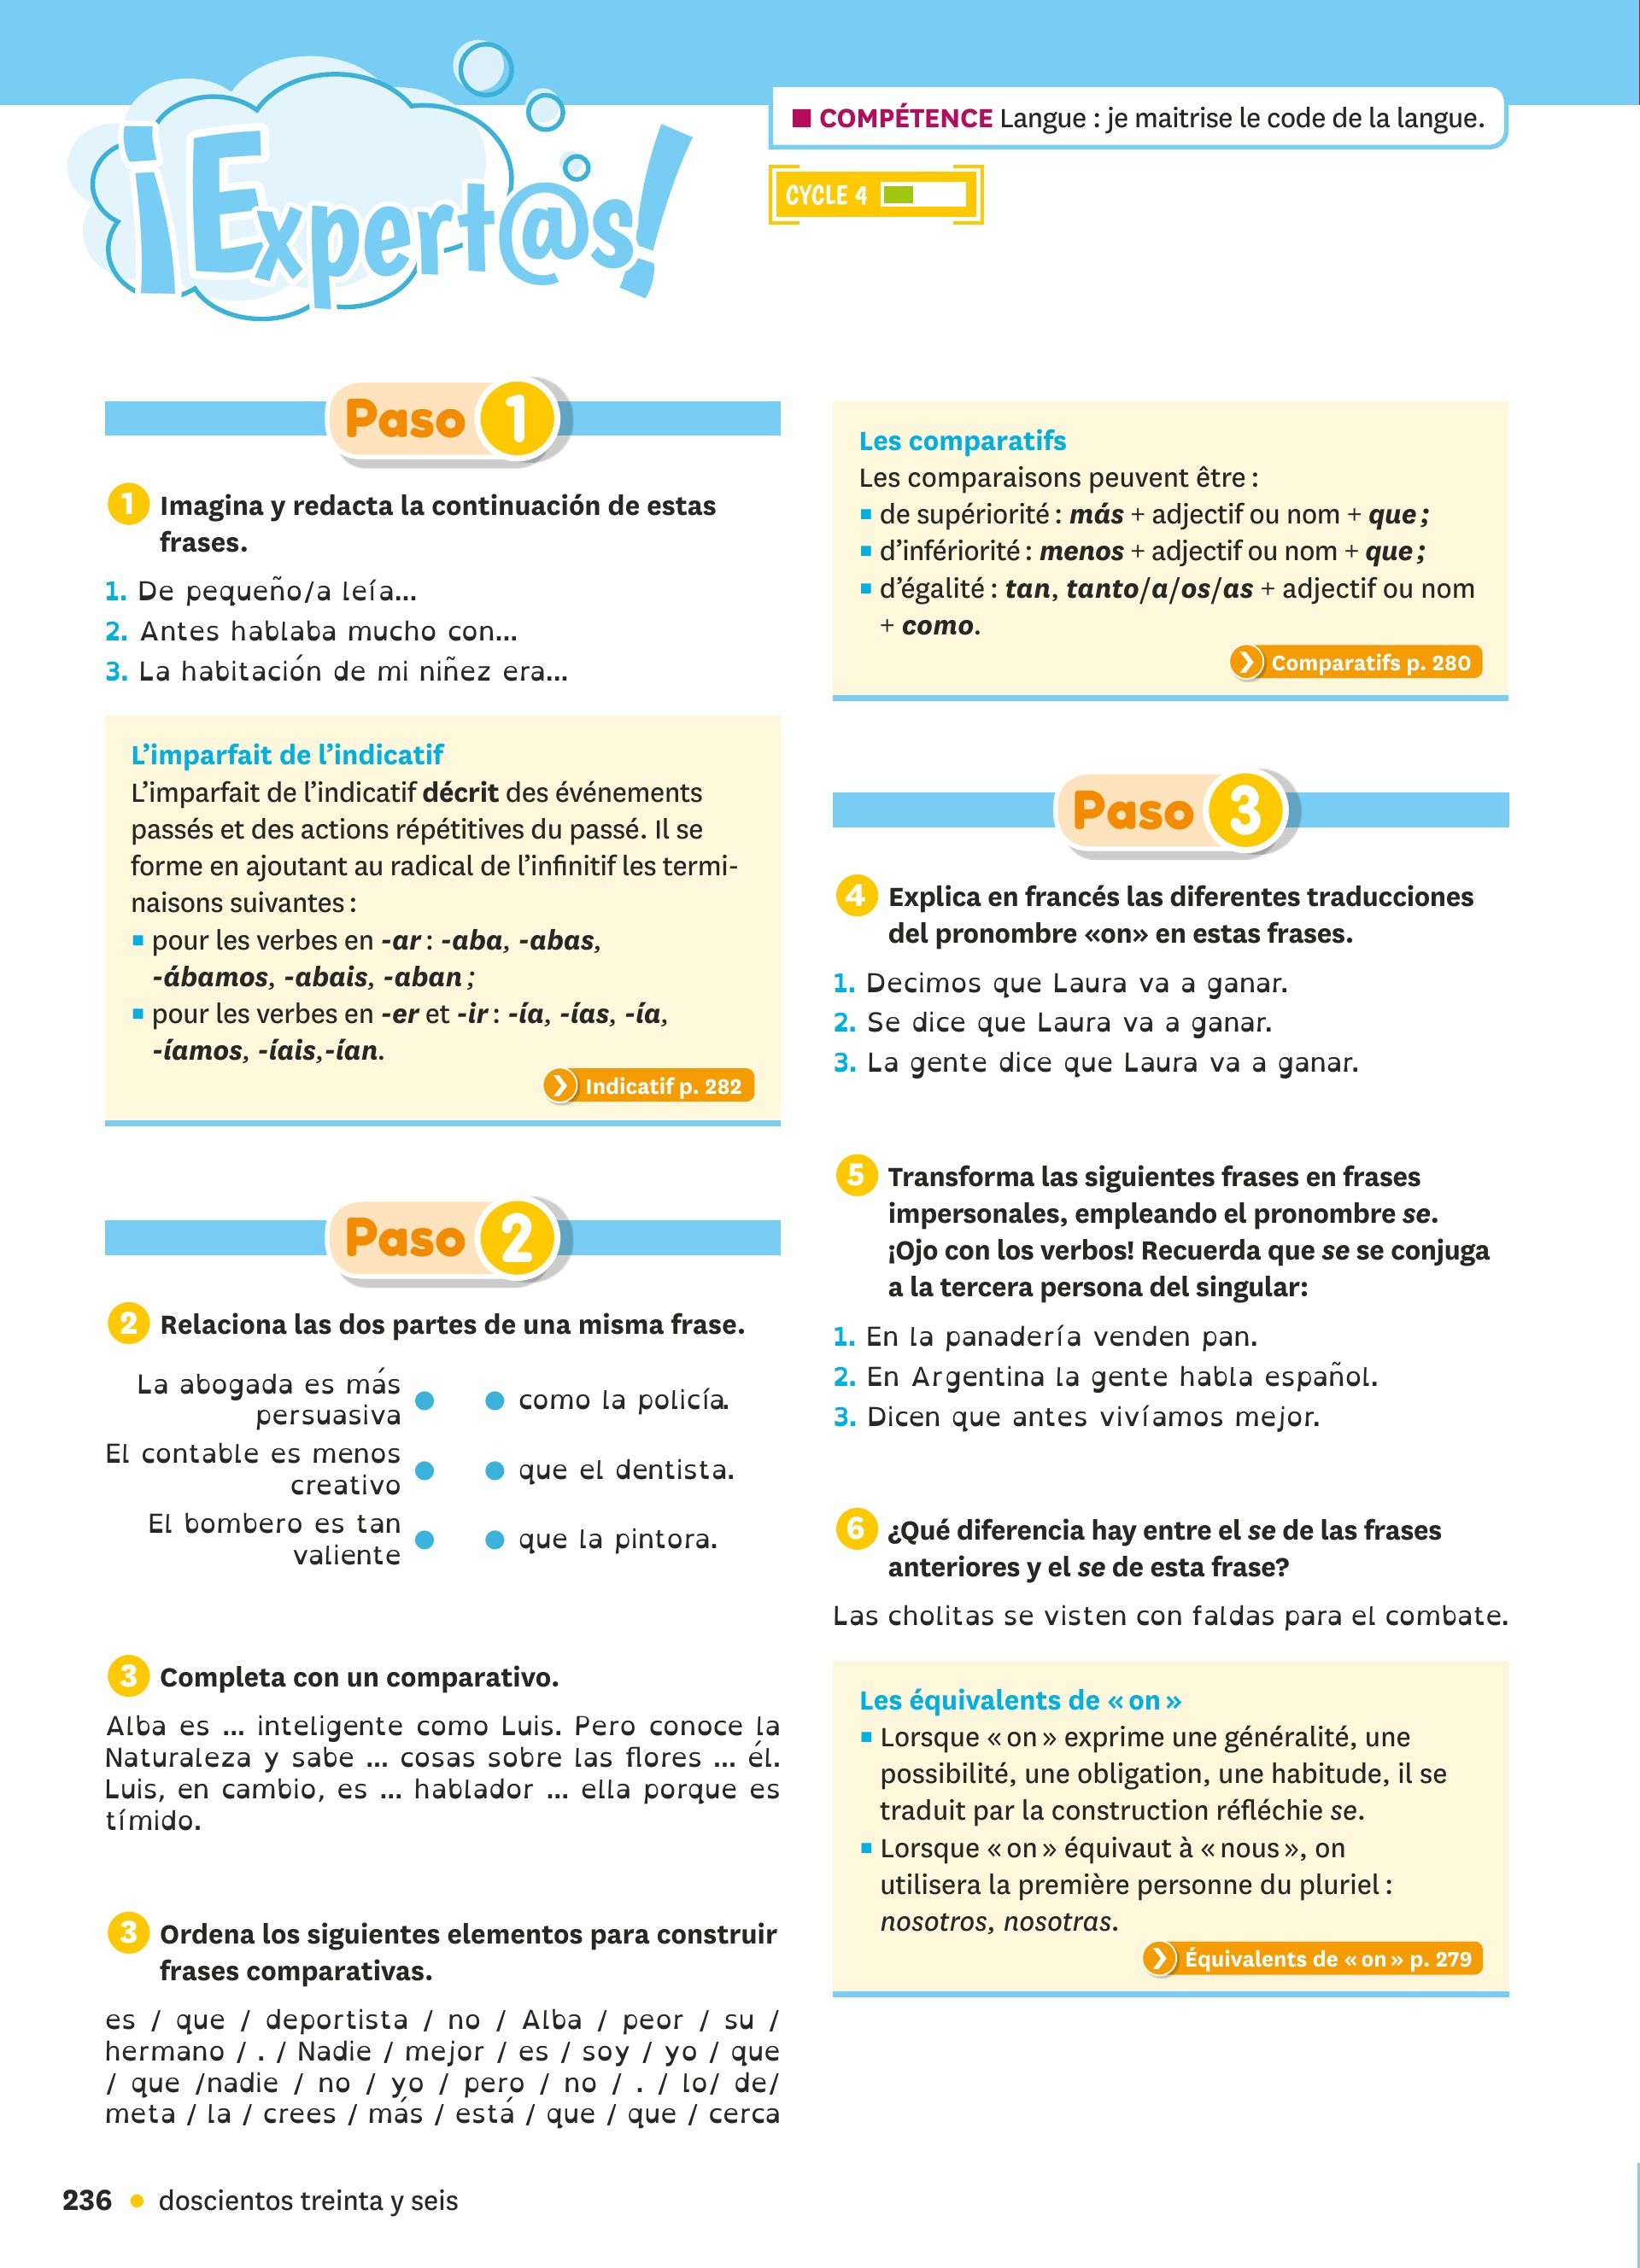 ¡Expert@s!
■ COMPÉTENCE Langue : je maitrise le code de la langue.
CYCLE 4
Paso 1
1 Imagina y redacta la continuación de estas
frases.
1. De pequeño/a leía...
2. Antes hablaba mucho con...
3. La habitación de mi niñez era...
L’imparfait de l’indicatif
L’imparfait de l’indicatif décrit des événements
passés et des actions répétitives du passé. Il se
forme en ajoutant au radical de l’infinitif les termi-
naisons suivantes :
▪ pour les verbes en -ar : -aba, -abas,
-ábamos, -abais, -aban ;
▪ pour les verbes en -er et -ir : -ía, -ías, -ía,
-íamos, -íais,-ían.
Indicatif p. 282
Paso 2
2 Relaciona las dos partes de una misma frase.
La abogada es más
persuasiva
como la policía.
El contable es menos
creativo
que el dentista.
El bombero es tan
valiente
que la pintora.
3 Completa con un comparativo.
Alba es ... inteligente como Luis. Pero conoce la
Naturaleza y sabe ... cosas sobre las flores ... él.
Luis, en cambio, es ... hablador ... ella porque es
tímido.
3 Ordena los siguientes elementos para construir
frases comparativas.
es / que / deportista / no / Alba / peor / su /
hermano / . / Nadie / mejor / es / soy / yo / que
/ que /nadie / no / yo / pero / no / . / lo/ de/
meta / la / crees / más / está / que / que / cerca
Les comparatifs
Les comparaisons peuvent être :
▪ de supériorité : más + adjectif ou nom + que ;
▪ d’infériorité : menos + adjectif ou nom + que ;
▪ d’égalité : tan, tanto/a/os/as + adjectif ou nom
+ como.
Comparatifs p. 280
Paso 3
4 Explica en francés las diferentes traducciones
del pronombre «on» en estas frases.
1. Decimos que Laura va a ganar.
2. Se dice que Laura va a ganar.
3. La gente dice que Laura va a ganar.
5 Transforma las siguientes frases en frases
impersonales, empleando el pronombre se.
¡Ojo con los verbos! Recuerda que se se conjuga
a la tercera persona del singular:
1. En la panadería venden pan.
2. En Argentina la gente habla español.
3. Dicen que antes vivíamos mejor.
6 ¿Qué diferencia hay entre el se de las frases
anteriores y el se de esta frase?
Las cholitas se visten con faldas para el combate.
Les équivalents de « on »
▪ Lorsque « on » exprime une généralité, une
possibilité, une obligation, une habitude, il se
traduit par la construction réfléchie se.
▪ Lorsque « on » équivaut à « nous », on
utilisera la première personne du pluriel :
nosotros, nosotras.
Équivalents de « on » p. 279
236 • doscientos treinta y seis